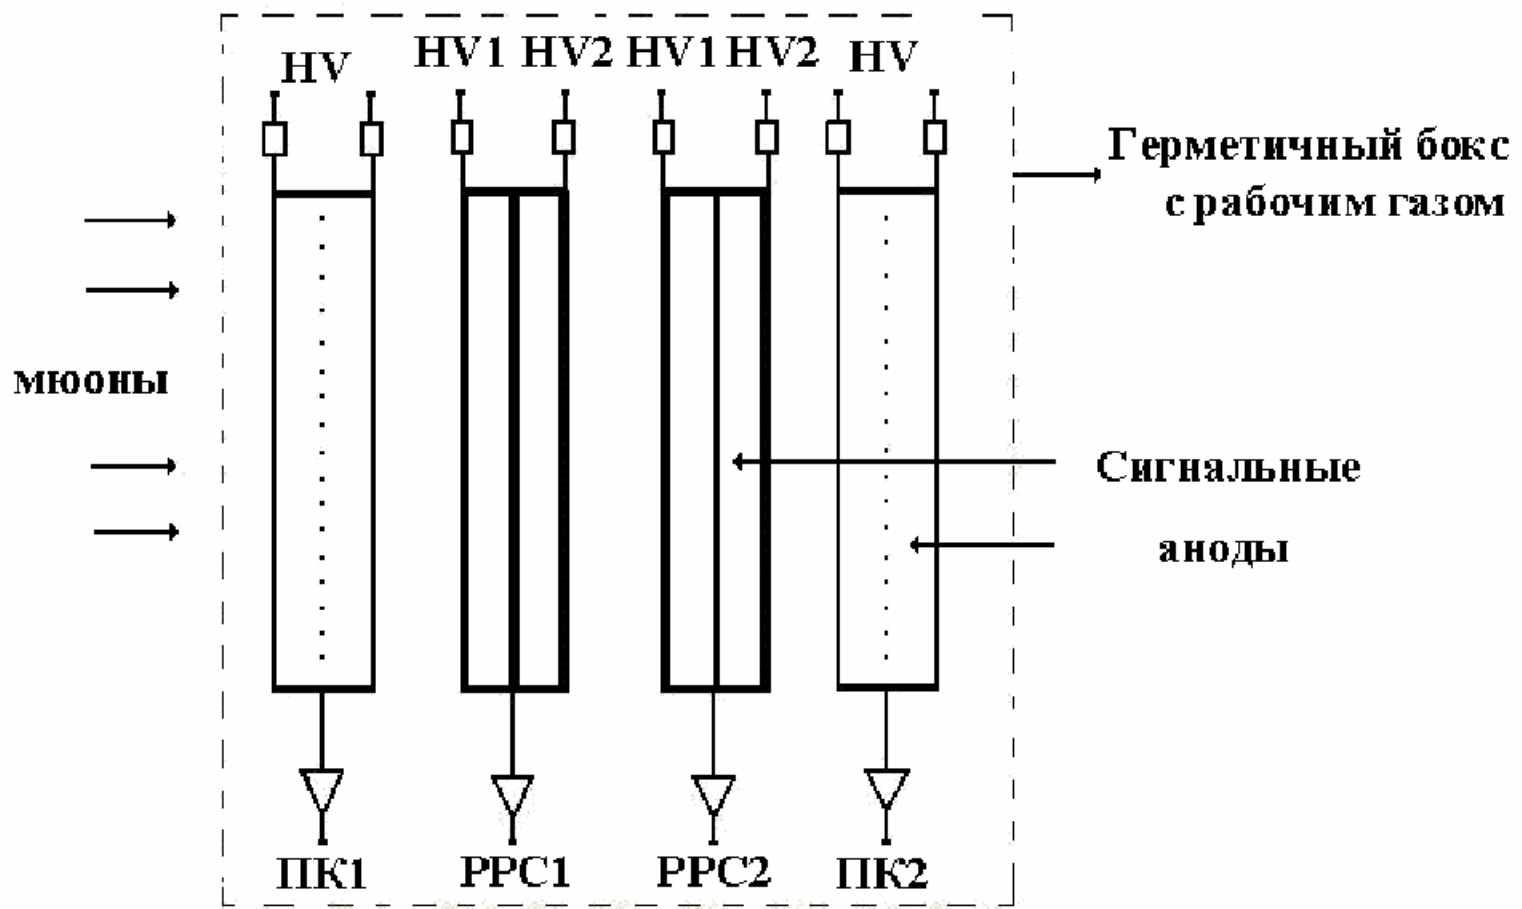 HV HV1 HV2 HV1 HV2 HV
Герметичный бокс
с рабочим газом
мюоны
Сигнальные
аноды
ПК1 РРС1 РРС2 ПК2